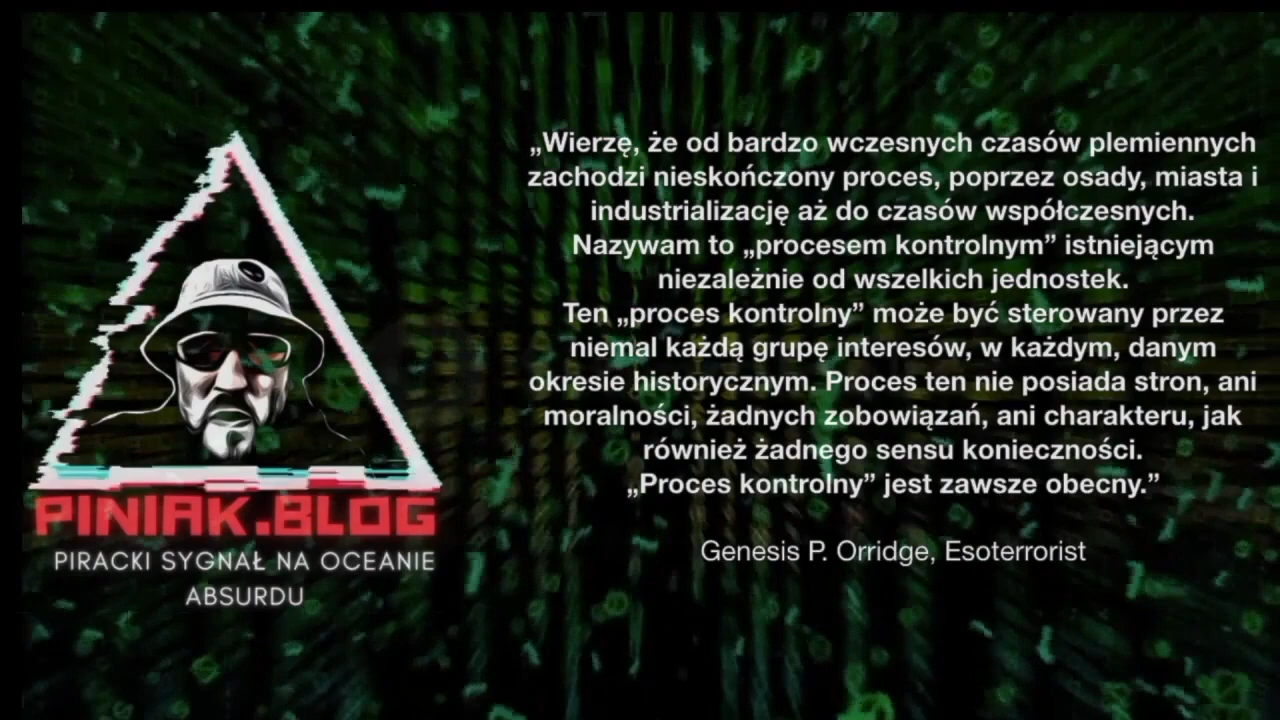 „Wierzę, że od bardzo wczesnych czasów plemiennych
zachodzi nieskończony proces, poprzez osady, miasta i
industrializację aż do czasów współczesnych.
Nazywam to „procesem kontrolnym” istniejącym
niezależnie od wszelkich jednostek.
Ten „proces kontrolny” może być sterowany przez
niemal każdą grupę interesów, w każdym, danym
okresie historycznym. Proces ten nie posiada stron, ani
moralności, żadnych zobowiązań, ani charakteru, jak
również żadnego sensu konieczności.
„Proces kontrolny” jest zawsze obecny.”
Genesis P. Orridge, Esoterrorist
PINIAK.BLOG
PIRACKI SYGNAŁ NA OCEANIE
ABSURDU